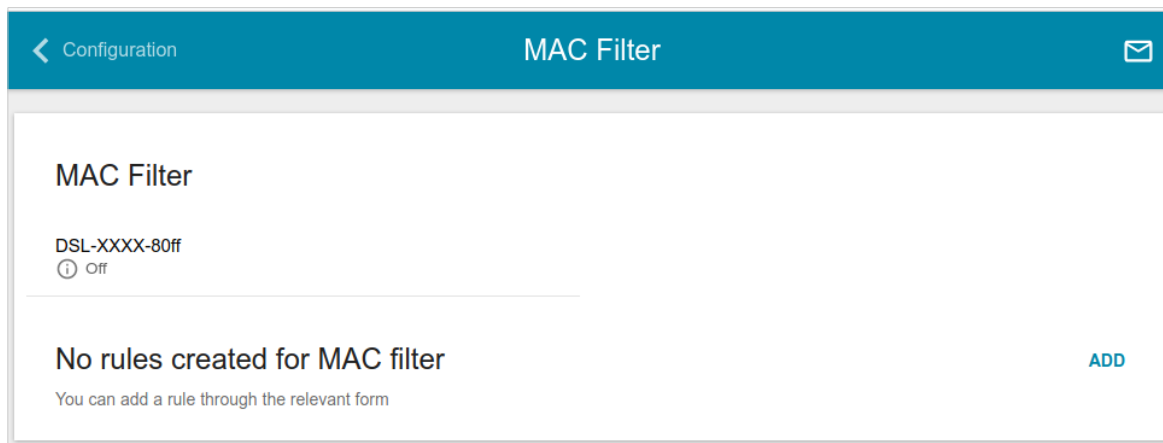 Configuration
MAC Filter
MAC Filter
DSL-XXXX-80ff
Off
No rules created for MAC filter
ADD
You can add a rule through the relevant form